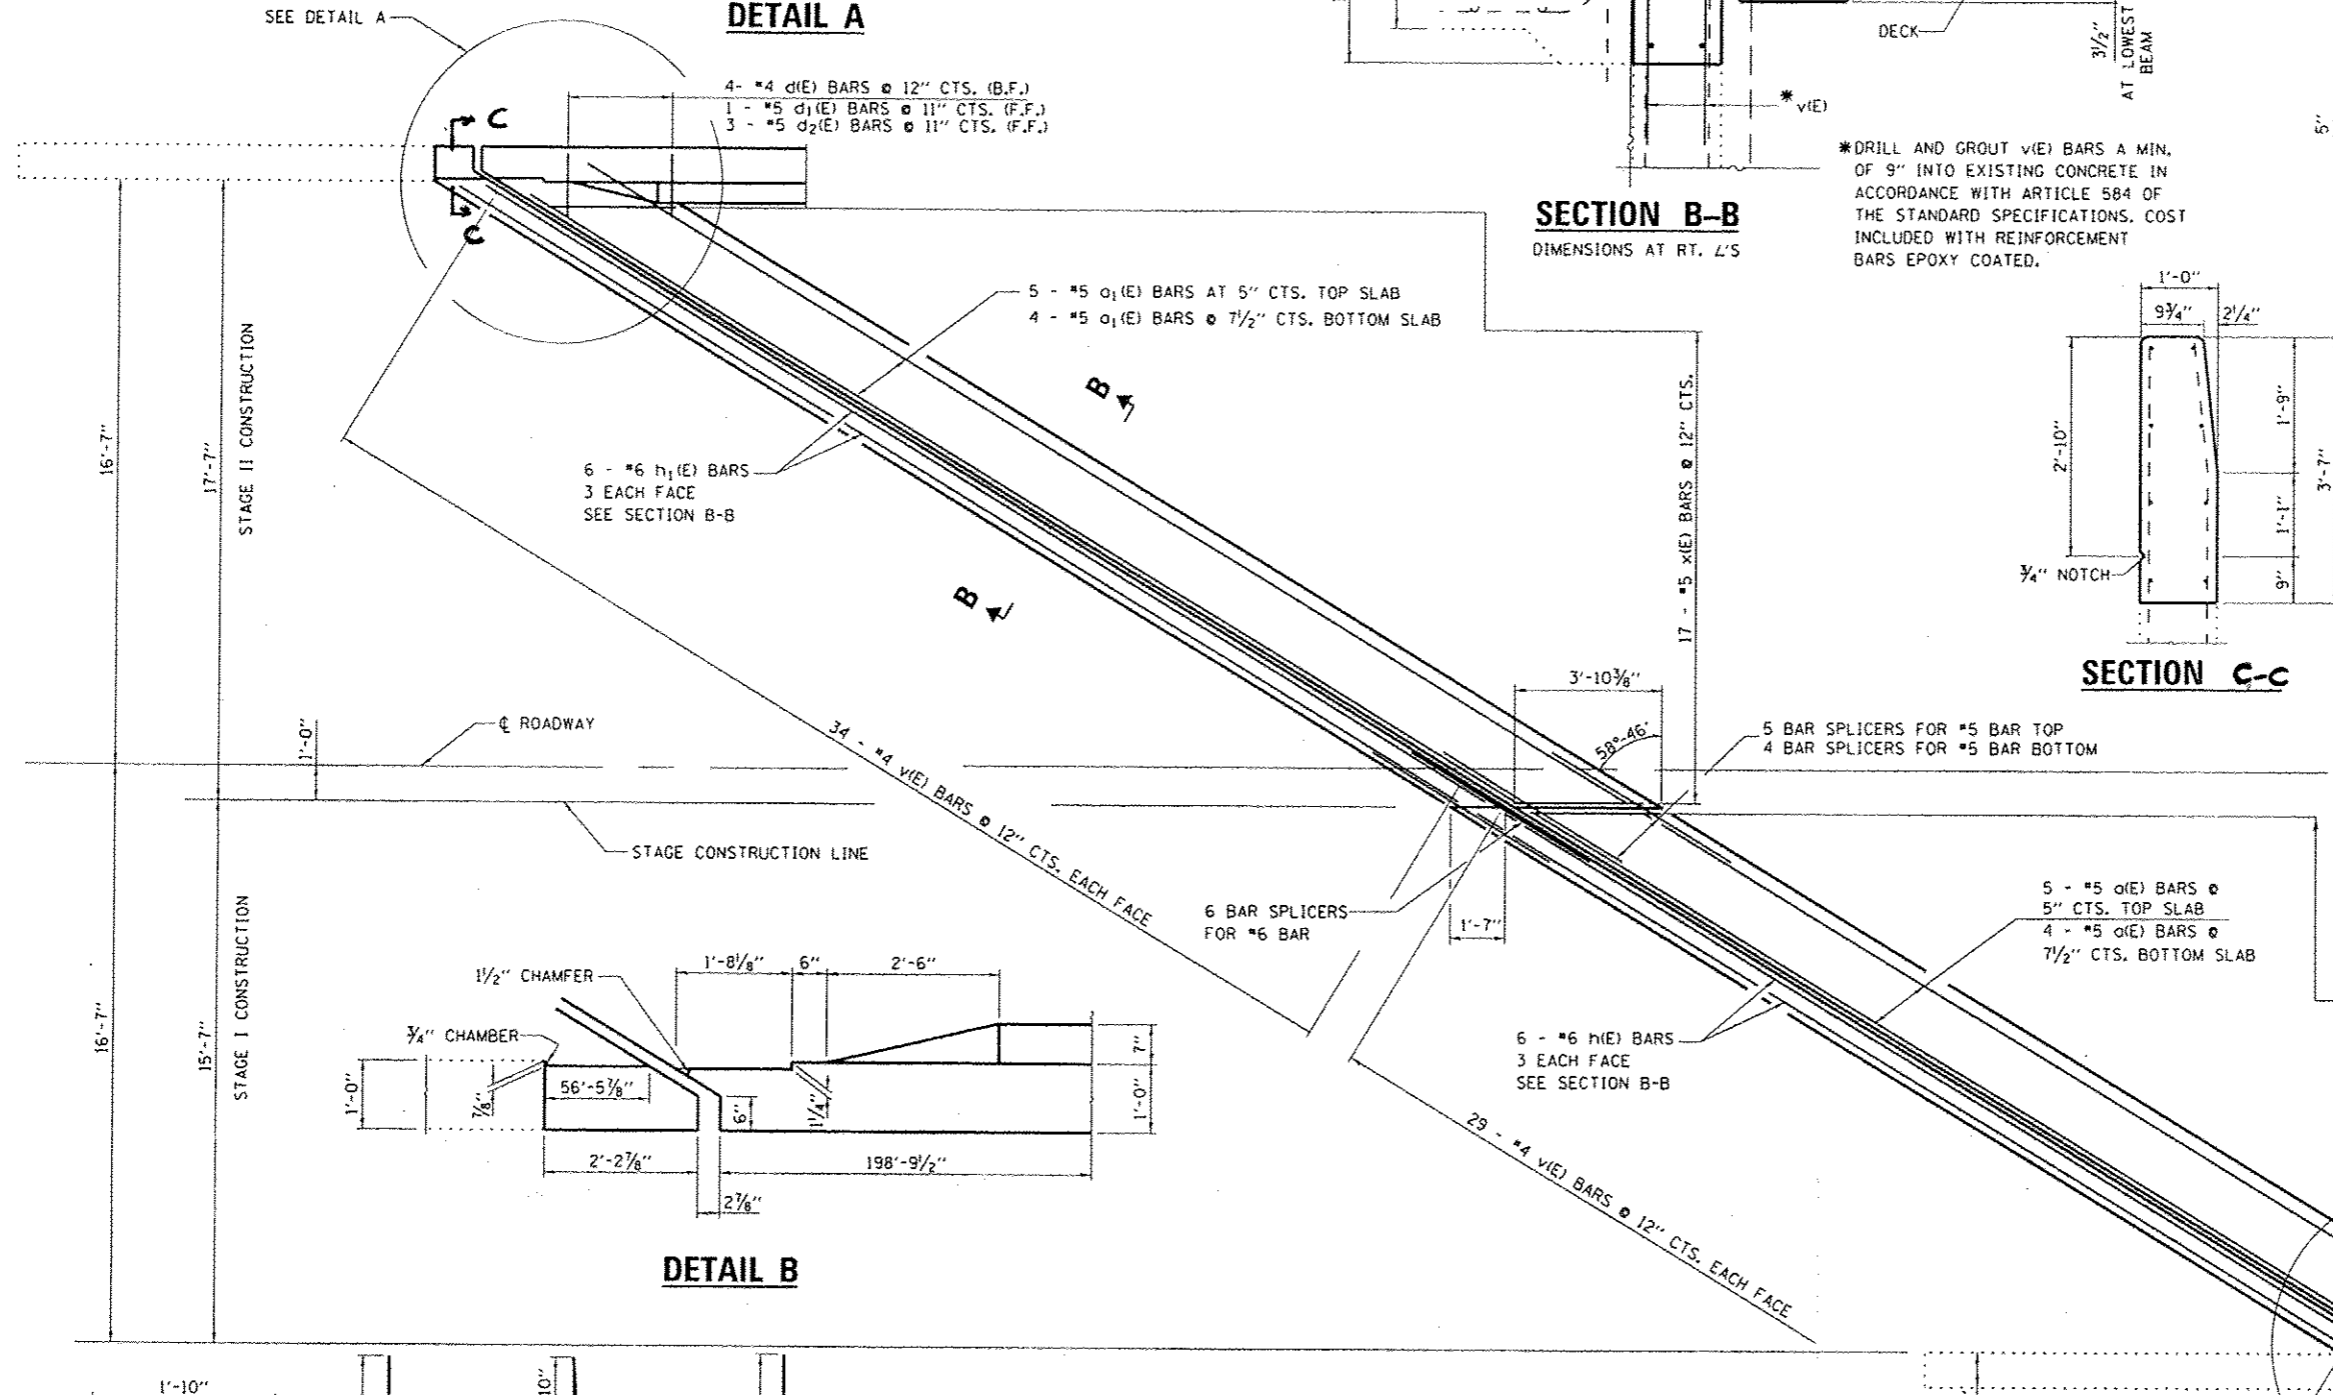 SEE DETAIL A
DETAIL A
4- #4 d(E) BARS @ 12" CTS. (B.F.)
1 - #5 d₁(E) BARS @ 11" CTS. (F.F.)
3 - #5 d₂(E) BARS @ 11" CTS. (F.F.)
C
C
DECK
3½"
AT LOWEST
BEAM
*v(E)
5"
*DRILL AND GROUT v(E) BARS A MIN.
OF 9" INTO EXISTING CONCRETE IN
ACCORDANCE WITH ARTICLE 584 OF
THE STANDARD SPECIFICATIONS. COST
INCLUDED WITH REINFORCEMENT
BARS EPOXY COATED.
SECTION B-B
DIMENSIONS AT RT. ∠'S
5 - #5 a₁(E) BARS AT 5" CTS. TOP SLAB
4 - #5 a₁(E) BARS @ 7½" CTS. BOTTOM SLAB
1'-0"
9¾"
2¼"
2'-10"
1'-9"
1'-1"
9"
3'-7"
¾" NOTCH
SECTION C-C
16'-7"
17'-7"
STAGE II CONSTRUCTION
B
B
6 - #6 h₁(E) BARS
3 EACH FACE
SEE SECTION B-B
17 - #5 x(E) BARS @ 12" CTS.
3'-10⅜"
58°-46'
5 BAR SPLICERS FOR #5 BAR TOP
4 BAR SPLICERS FOR #5 BAR BOTTOM
1'-0"
℄ ROADWAY
34 - #4 v(E) BARS @ 12" CTS. EACH FACE
STAGE CONSTRUCTION LINE
6 BAR SPLICERS
FOR #6 BAR
1'-7"
5 - #5 a(E) BARS @
5" CTS. TOP SLAB
4 - #5 a(E) BARS @
7½" CTS. BOTTOM SLAB
16'-7"
15'-7"
STAGE I CONSTRUCTION
1½" CHAMFER
1'-8⅛"
6"
2'-6"
¾" CHAMBER
1'-0"
⅞"
56'-5⅞"
6"
1¼"
7"
1'-0"
2'-2⅞"
198'-9½"
2⅞"
DETAIL B
6 - #6 h(E) BARS
3 EACH FACE
SEE SECTION B-B
29 - #4 v(E) BARS @ 12" CTS. EACH FACE
1'-10"
10"